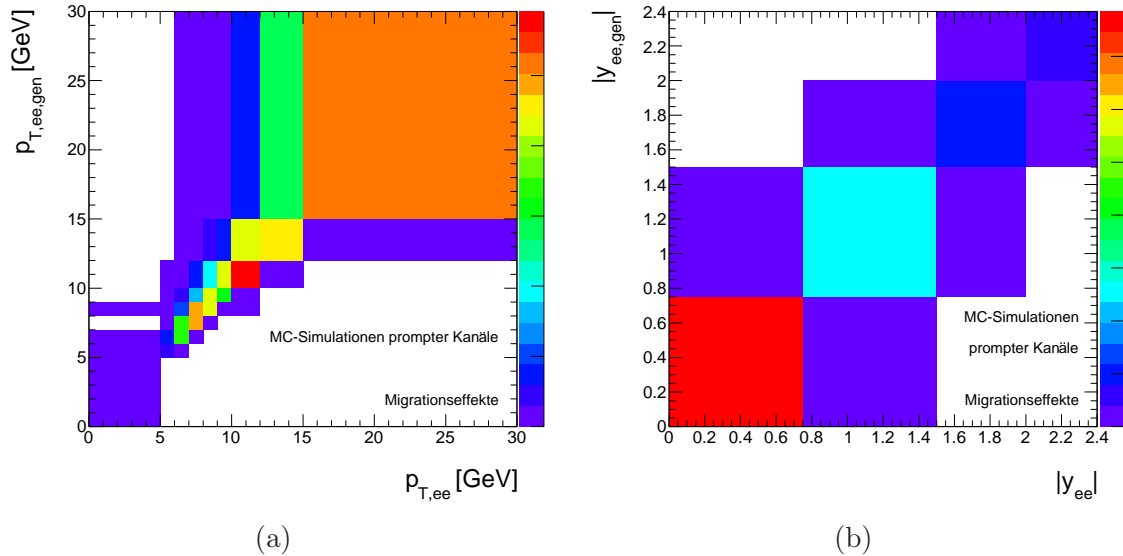 p_T,ee,gen [GeV]
30
25
20
15
10
5
0
MC-Simulationen prompter Kanäle
Migrationseffekte
0 5 10 15 20 25 30
p_T,ee [GeV]
(a)
|y_ee,gen|
2.4
2.2
2
1.8
1.6
1.4
1.2
1
0.8
0.6
0.4
0.2
0
MC-Simulationen
prompter Kanäle
Migrationseffekte
0 0.2 0.4 0.6 0.8 1 1.2 1.4 1.6 1.8 2 2.2 2.4
|y_ee|
(b)